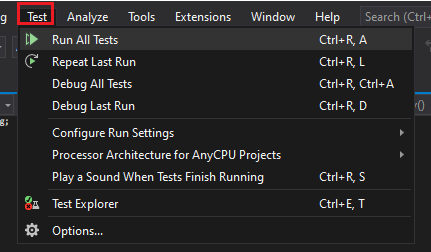 g Test Analyze Tools Extensions Window Help Search (Ctrl+
Run All Tests Ctrl+R, A
Repeat Last Run Ctrl+R, L
Debug All Tests Ctrl+R, Ctrl+A
Debug Last Run Ctrl+R, D
y()
g;
Configure Run Settings
Processor Architecture for AnyCPU Projects
Play a Sound When Tests Finish Running Ctrl+R, S
Test Explorer Ctrl+E, T
Options...